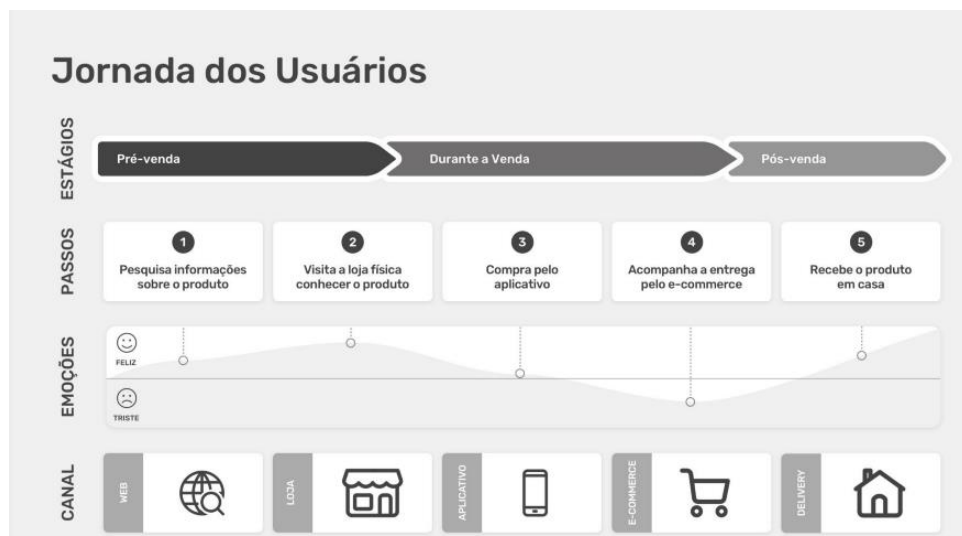 Jornada dos Usuários
ESTÁGIOS
Pré-venda
Durante a Venda
Pós-venda
PASSOS
1
Pesquisa informações
sobre o produto
2
Visita a loja física
conhecer o produto
3
Compra pelo
aplicativo
4
Acompanha a entrega
pelo e-commerce
5
Recebe o produto
em casa
EMOÇÕES
FELIZ
TRISTE
CANAL
WEB
LOJA
APLICATIVO
E-COMMERCE
DELIVERY